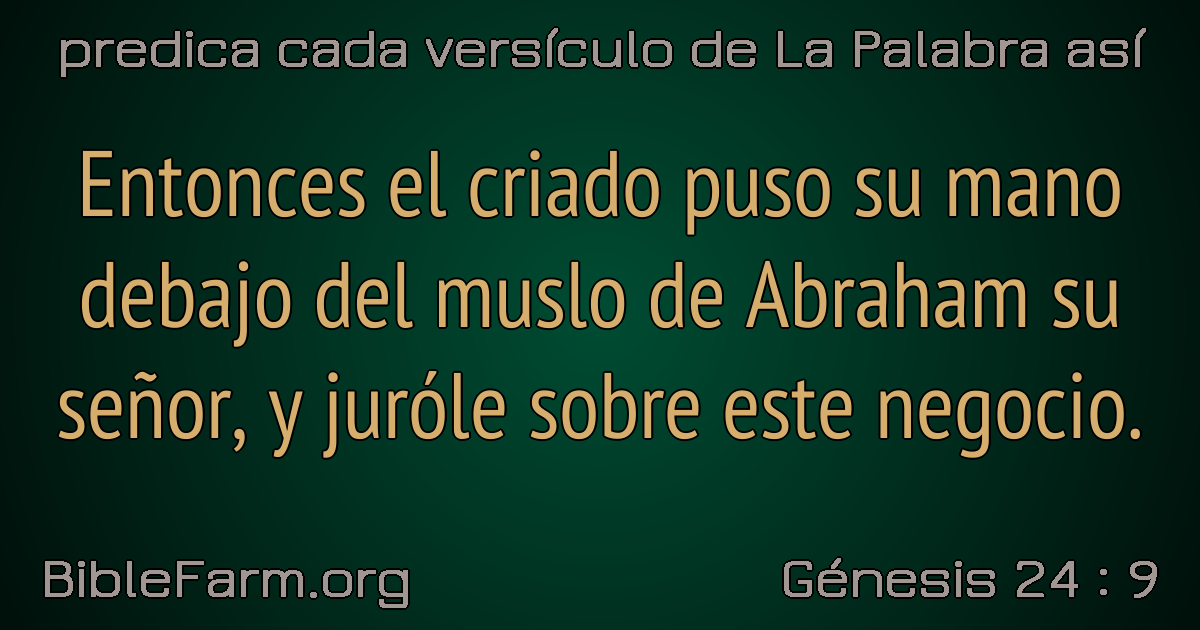 predica cada versículo de La Palabra así
Entonces el criado puso su mano
debajo del muslo de Abraham su
señor, y juróle sobre este negocio.
BibleFarm.org
Génesis 24 : 9